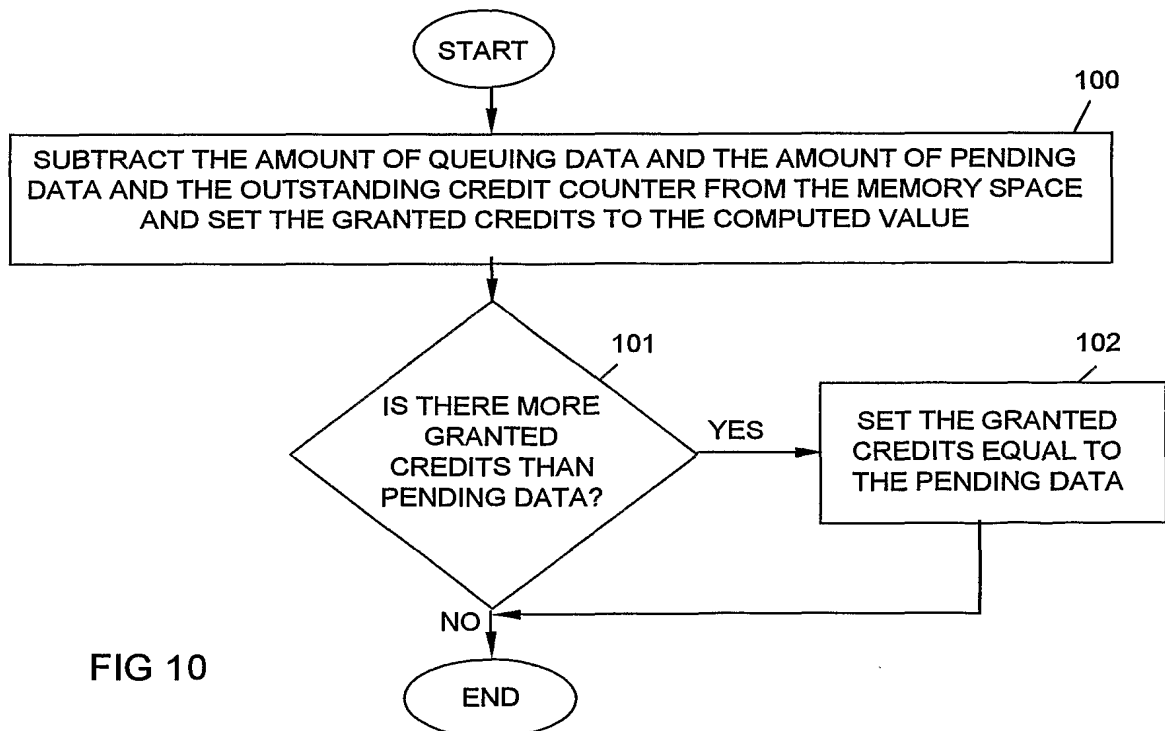 START
100
SUBTRACT THE AMOUNT OF QUEUING DATA AND THE AMOUNT OF PENDING
DATA AND THE OUTSTANDING CREDIT COUNTER FROM THE MEMORY SPACE
AND SET THE GRANTED CREDITS TO THE COMPUTED VALUE
101
IS THERE MORE
GRANTED
CREDITS THAN
PENDING DATA?
YES
102
SET THE GRANTED
CREDITS EQUAL TO
THE PENDING DATA
NO
END
FIG 10